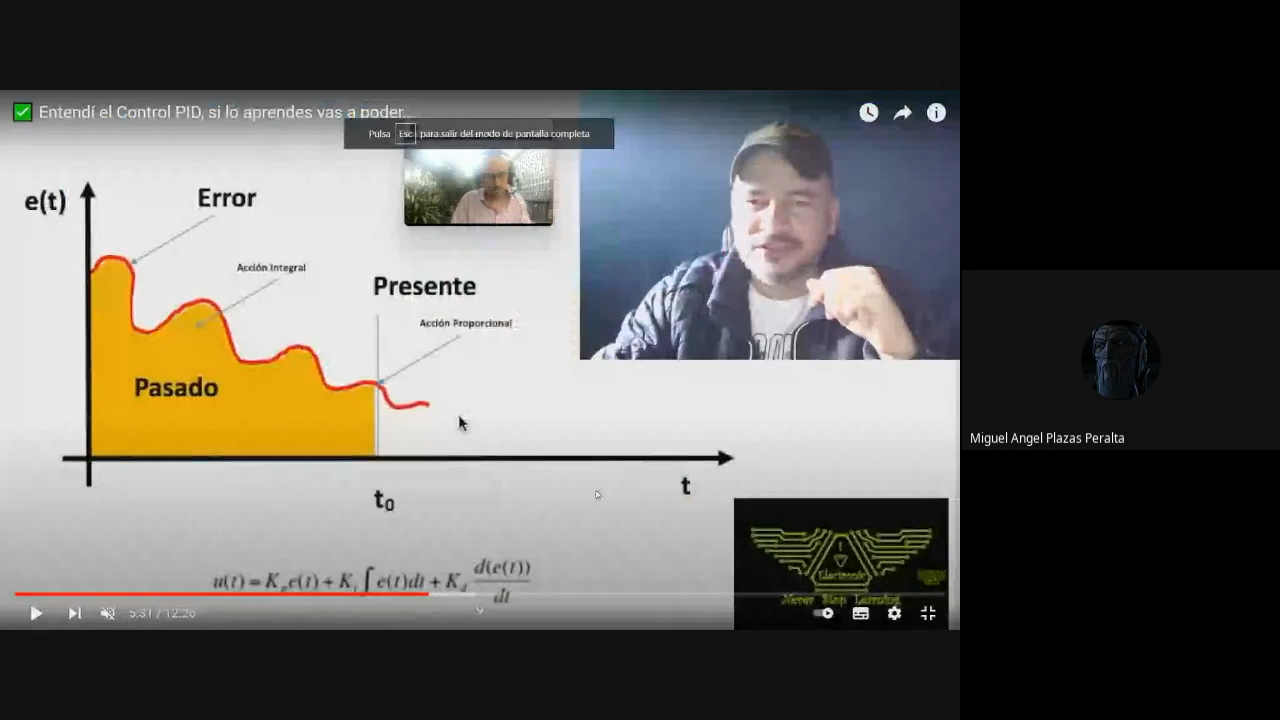 Entendí el Control PID, si lo aprendes vas a poder...
Pulsa Esc para salir del modo de pantalla completa
e(t)
Error
Acción Integral
Presente
Acción Proporcional
Pasado
Miguel Angel Plazas Peralta
t
t₀
u(t) = Kₚe(t) + Kᵢ∫e(t)dt + K_d d(e(t))/dt
Electronic
Never Stop Learning
5:31 / 12:26